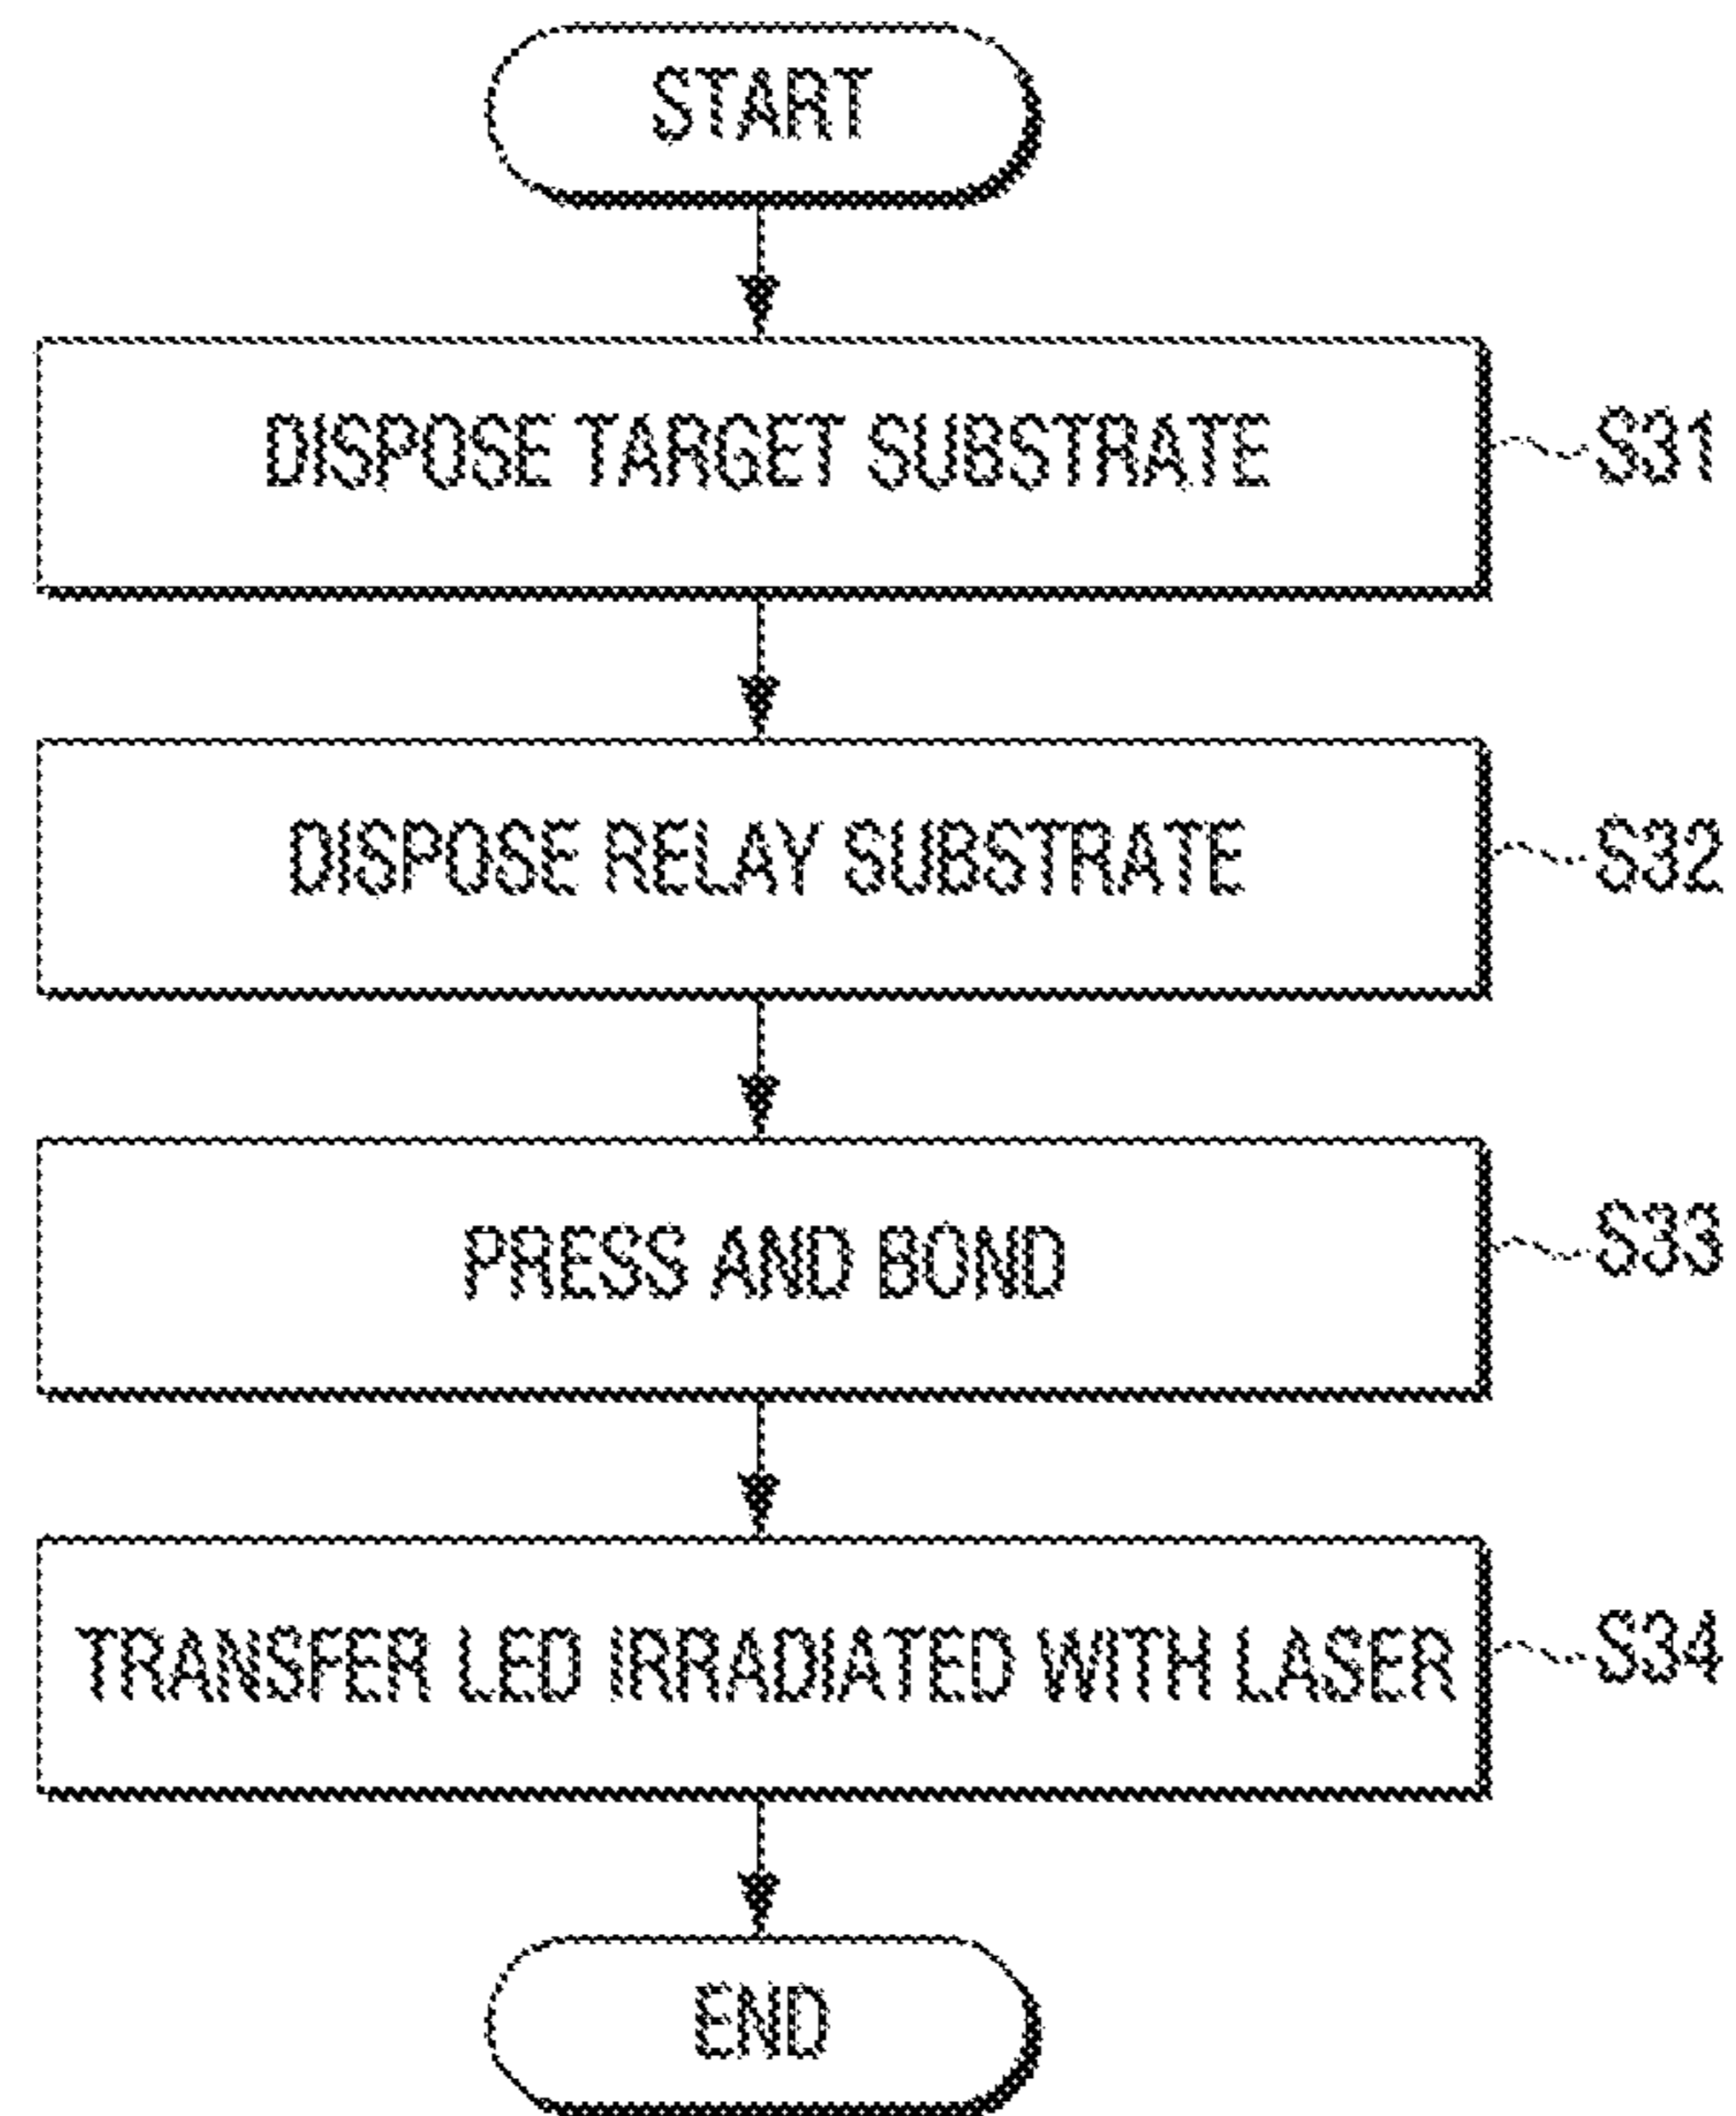 START
DISPOSE TARGET SUBSTRATE
S31
DISPOSE RELAY SUBSTRATE
S32
PRESS AND BOND
S33
TRANSFER LED IRRADIATED WITH LASER
S34
END